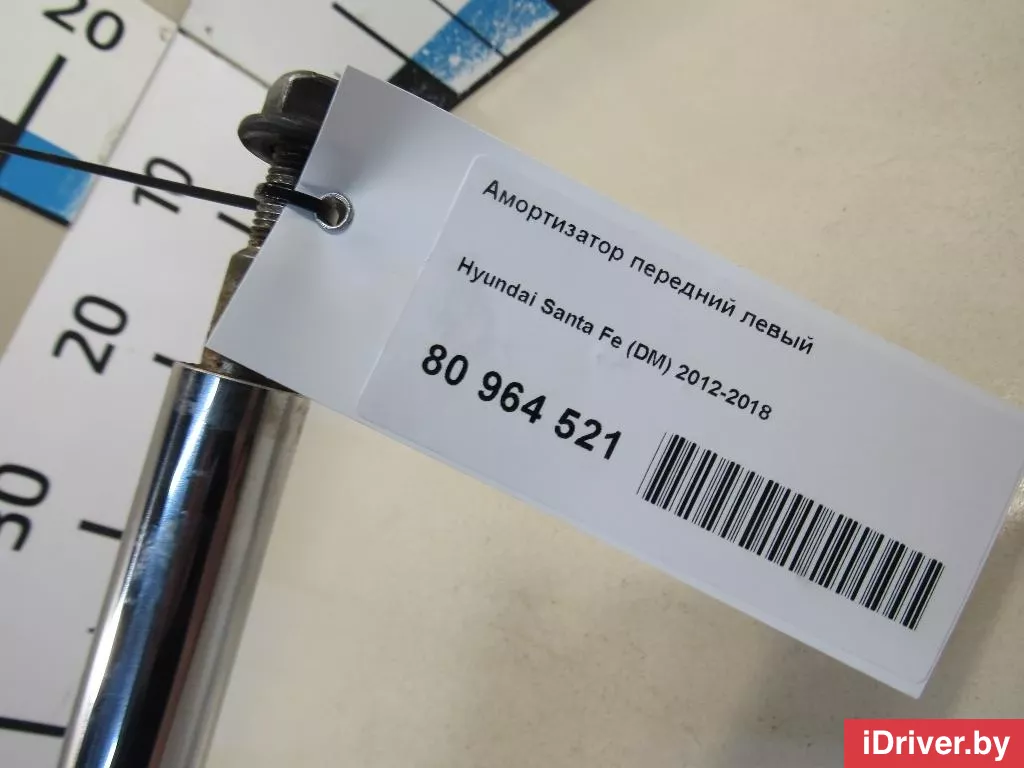 20
10
20
30
Амортизатор передний левый
Hyundai Santa Fe (DM) 2012-2018
80 964 521
iDriver.by